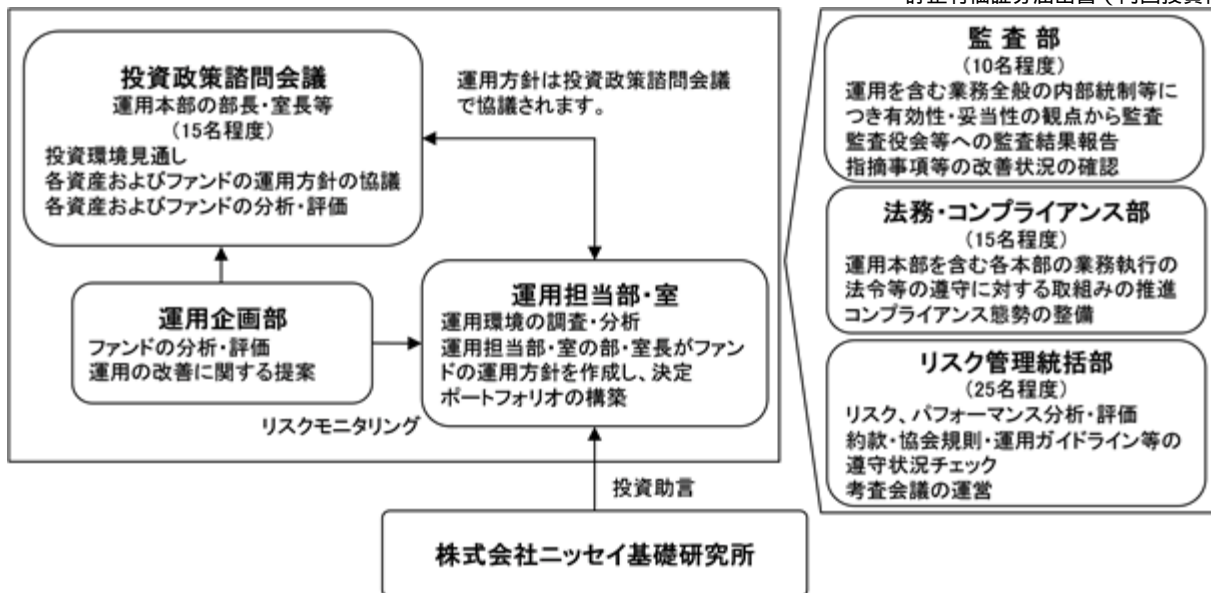 投資政策諮問会議
運用本部の部長・室長等
(15名程度)
投資環境見通し
各資産およびファンドの運用方針の協議
各資産およびファンドの分析・評価
運用方針は投資政策諮問会議
で協議されます。
運用企画部
ファンドの分析・評価
運用の改善に関する提案
リスクモニタリング
運用担当部・室
運用環境の調査・分析
運用担当部・室の部・室長がファン
ドの運用方針を作成し、決定
ポートフォリオの構築
投資助言
株式会社ニッセイ基礎研究所
監査部
(10名程度)
運用を含む業務全般の内部統制等に
つき有効性・妥当性の観点から監査
監査役会等への監査結果報告
指摘事項等の改善状況の確認
法務・コンプライアンス部
(15名程度)
運用本部を含む各本部の業務執行の
法令等の遵守に対する取組みの推進
コンプライアンス態勢の整備
リスク管理統括部
(25名程度)
リスク、パフォーマンス分析・評価
約款・協会規則・運用ガイドライン等の
遵守状況チェック
考査会議の運営